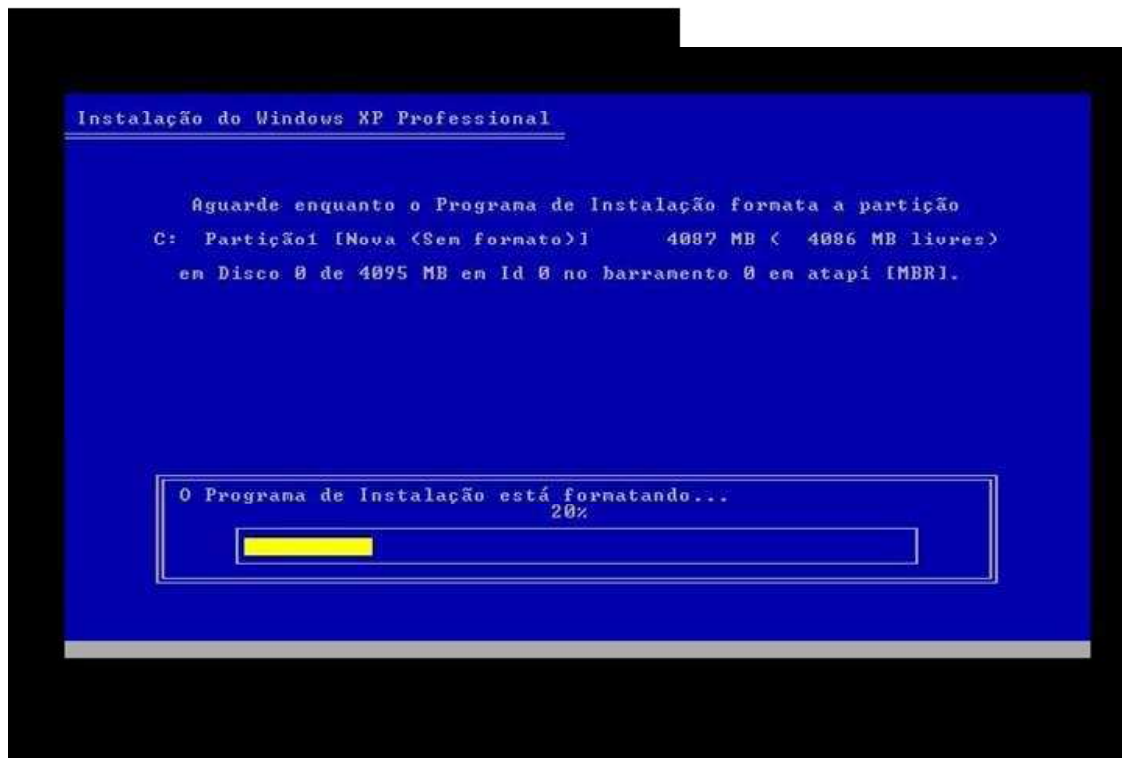 Instalação do Windows XP Professional
Aguarde enquanto o Programa de Instalação formata a partição
C: Partição1 [Nova <Sem formato>] 4087 MB ( 4086 MB livres)
em Disco 0 de 4095 MB em Id 0 no barramento 0 em atapi [MBR].
O Programa de Instalação está formatando...
20%